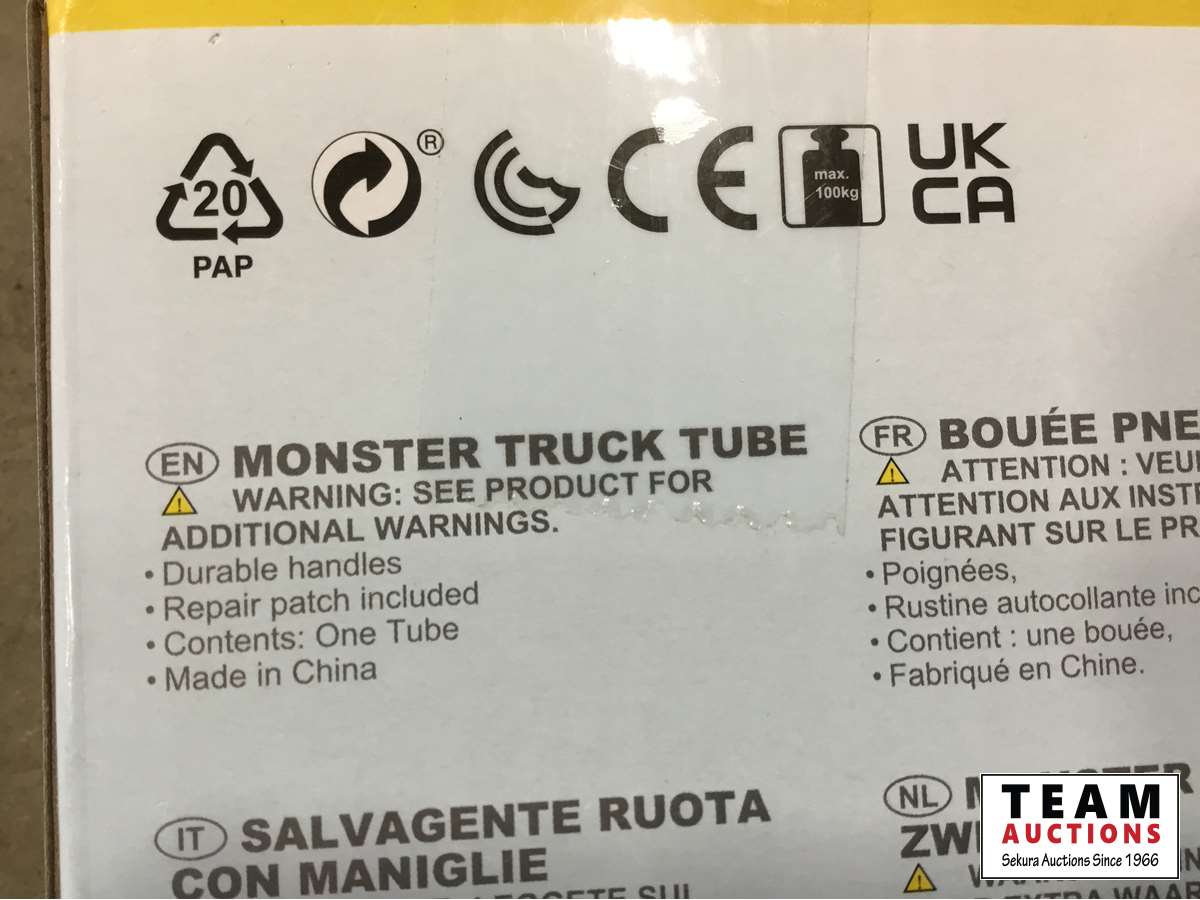 20
PAP
®
CE
max.
100kg
UK
CA
EN MONSTER TRUCK TUBE
WARNING: SEE PRODUCT FOR
ADDITIONAL WARNINGS.
• Durable handles
• Repair patch included
• Contents: One Tube
• Made in China
FR BOUÉE PNE
ATTENTION : VEUI
ATTENTION AUX INST
FIGURANT SUR LE PR
• Poignées,
• Rustine autocollante inc
• Contient : une bouée,
• Fabriqué en Chine.
IT SALVAGENTE RUOTA
CON MANIGLIE
NL
TEAM
AUCTIONS
Sekura Auctions Since 1966